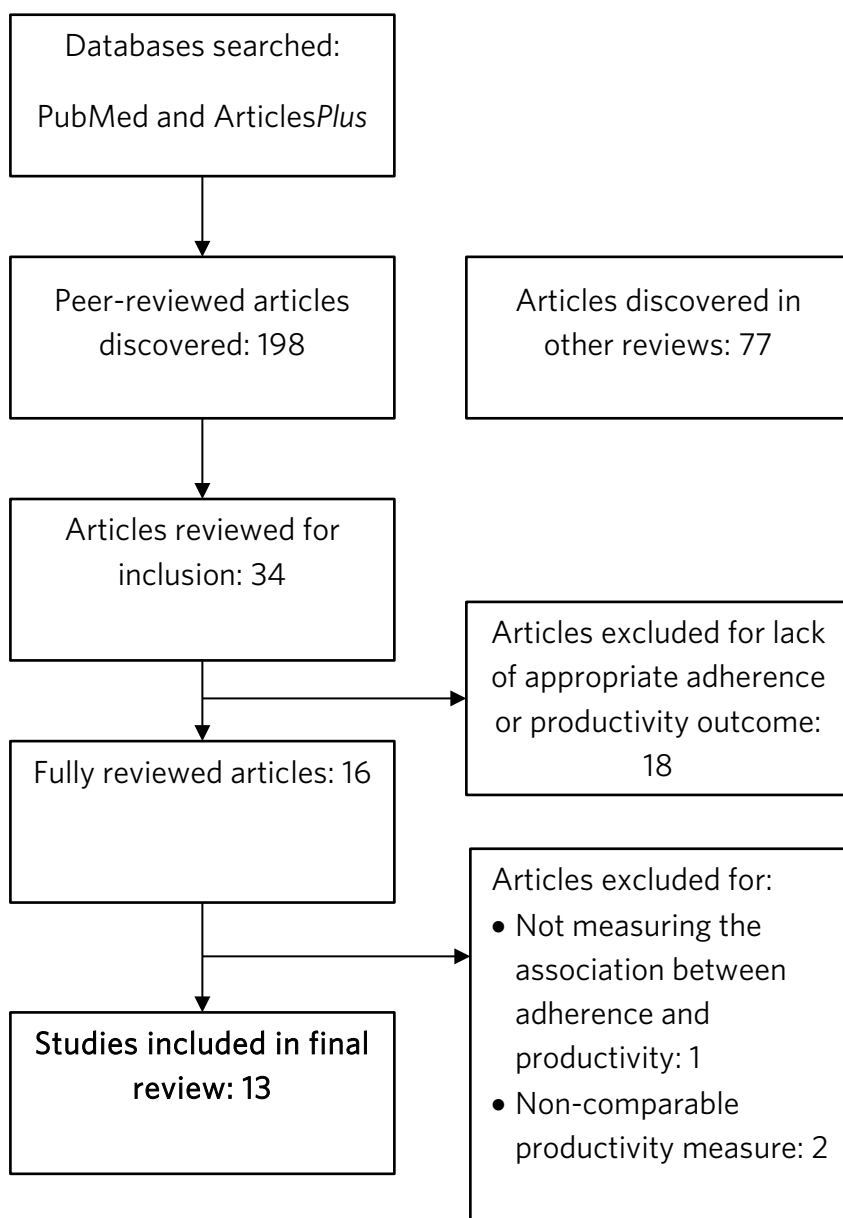 Databases searched:
PubMed and ArticlesPlus
Peer-reviewed articles
discovered: 198
Articles discovered in
other reviews: 77
Articles reviewed for
inclusion: 34
Articles excluded for lack
of appropriate adherence
or productivity outcome:
18
Fully reviewed articles: 16
Articles excluded for:
• Not measuring the
association between
adherence and
productivity: 1
• Non-comparable
productivity measure: 2
Studies included in final
review: 13